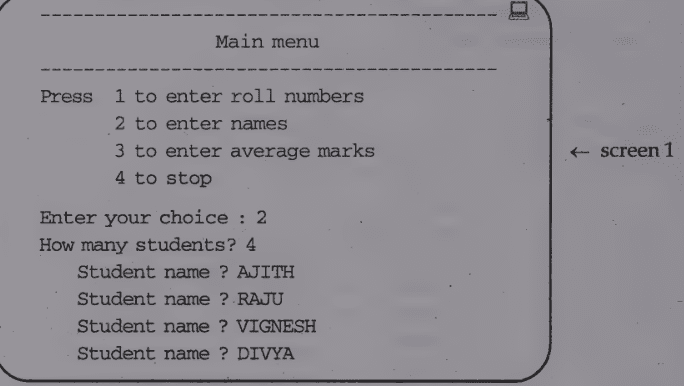 ----------------------------------------
Main menu
----------------------------------------
Press 1 to enter roll numbers
2 to enter names
3 to enter average marks
4 to stop
← screen 1
Enter your choice : 2
How many students? 4
Student name ? AJITH
Student name ? RAJU
Student name ? VIGNESH
Student name ? DIVYA